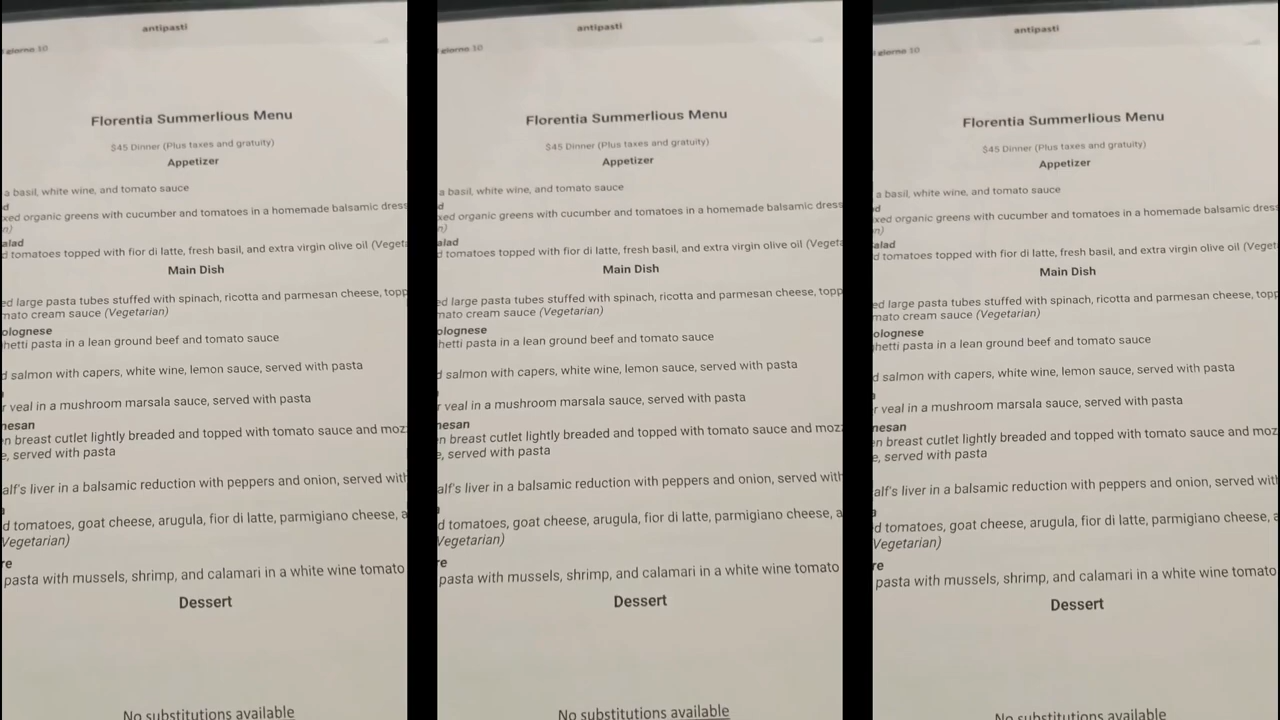 antipasti
giorno 10
Florentia Summerlious Menu
$45 Dinner (Plus taxes and gratuity)
Appetizer
a basil, white wine, and tomato sauce
d
xed organic greens with cucumber and tomatoes in a homemade balsamic dress
n)
alad
d tomatoes topped with fior di latte, fresh basil, and extra virgin olive oil (Veget
Main Dish
ed large pasta tubes stuffed with spinach, ricotta and parmesan cheese, topp
mato cream sauce (Vegetarian)
olognese
hetti pasta in a lean ground beef and tomato sauce
d salmon with capers, white wine, lemon sauce, served with pasta
r veal in a mushroom marsala sauce, served with pasta
nesan
en breast cutlet lightly breaded and topped with tomato sauce and moz
e, served with pasta
alf's liver in a balsamic reduction with peppers and onion, served with
a
d tomatoes, goat cheese, arugula, fior di latte, parmigiano cheese, a
Vegetarian)
re
pasta with mussels, shrimp, and calamari in a white wine tomato
Dessert
No substitutions available